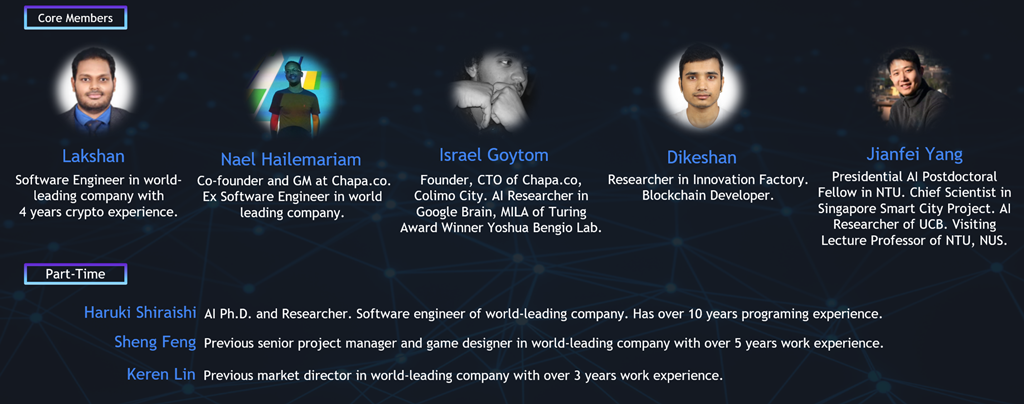 Core Members
Lakshan
Software Engineer in world-
leading company with
4 years crypto experience.
Nael Hailemariam
Co-founder and GM at Chapa.co.
Ex Software Engineer in world
leading company.
Israel Goytom
Founder, CTO of Chapa.co,
Colimo City. AI Researcher in
Google Brain, MILA of Turing
Award Winner Yoshua Bengio Lab.
Dikeshan
Researcher in Innovation Factory.
Blockchain Developer.
Jianfei Yang
Presidential AI Postdoctoral
Fellow in NTU. Chief Scientist in
Singapore Smart City Project. AI
Researcher of UCB. Visiting
Lecture Professor of NTU, NUS.
Part-Time
Haruki Shiraishi AI Ph.D. and Researcher. Software engineer of world-leading company. Has over 10 years programing experience.
Sheng Feng Previous senior project manager and game designer in world-leading company with over 5 years work experience.
Keren Lin Previous market director in world-leading company with over 3 years work experience.